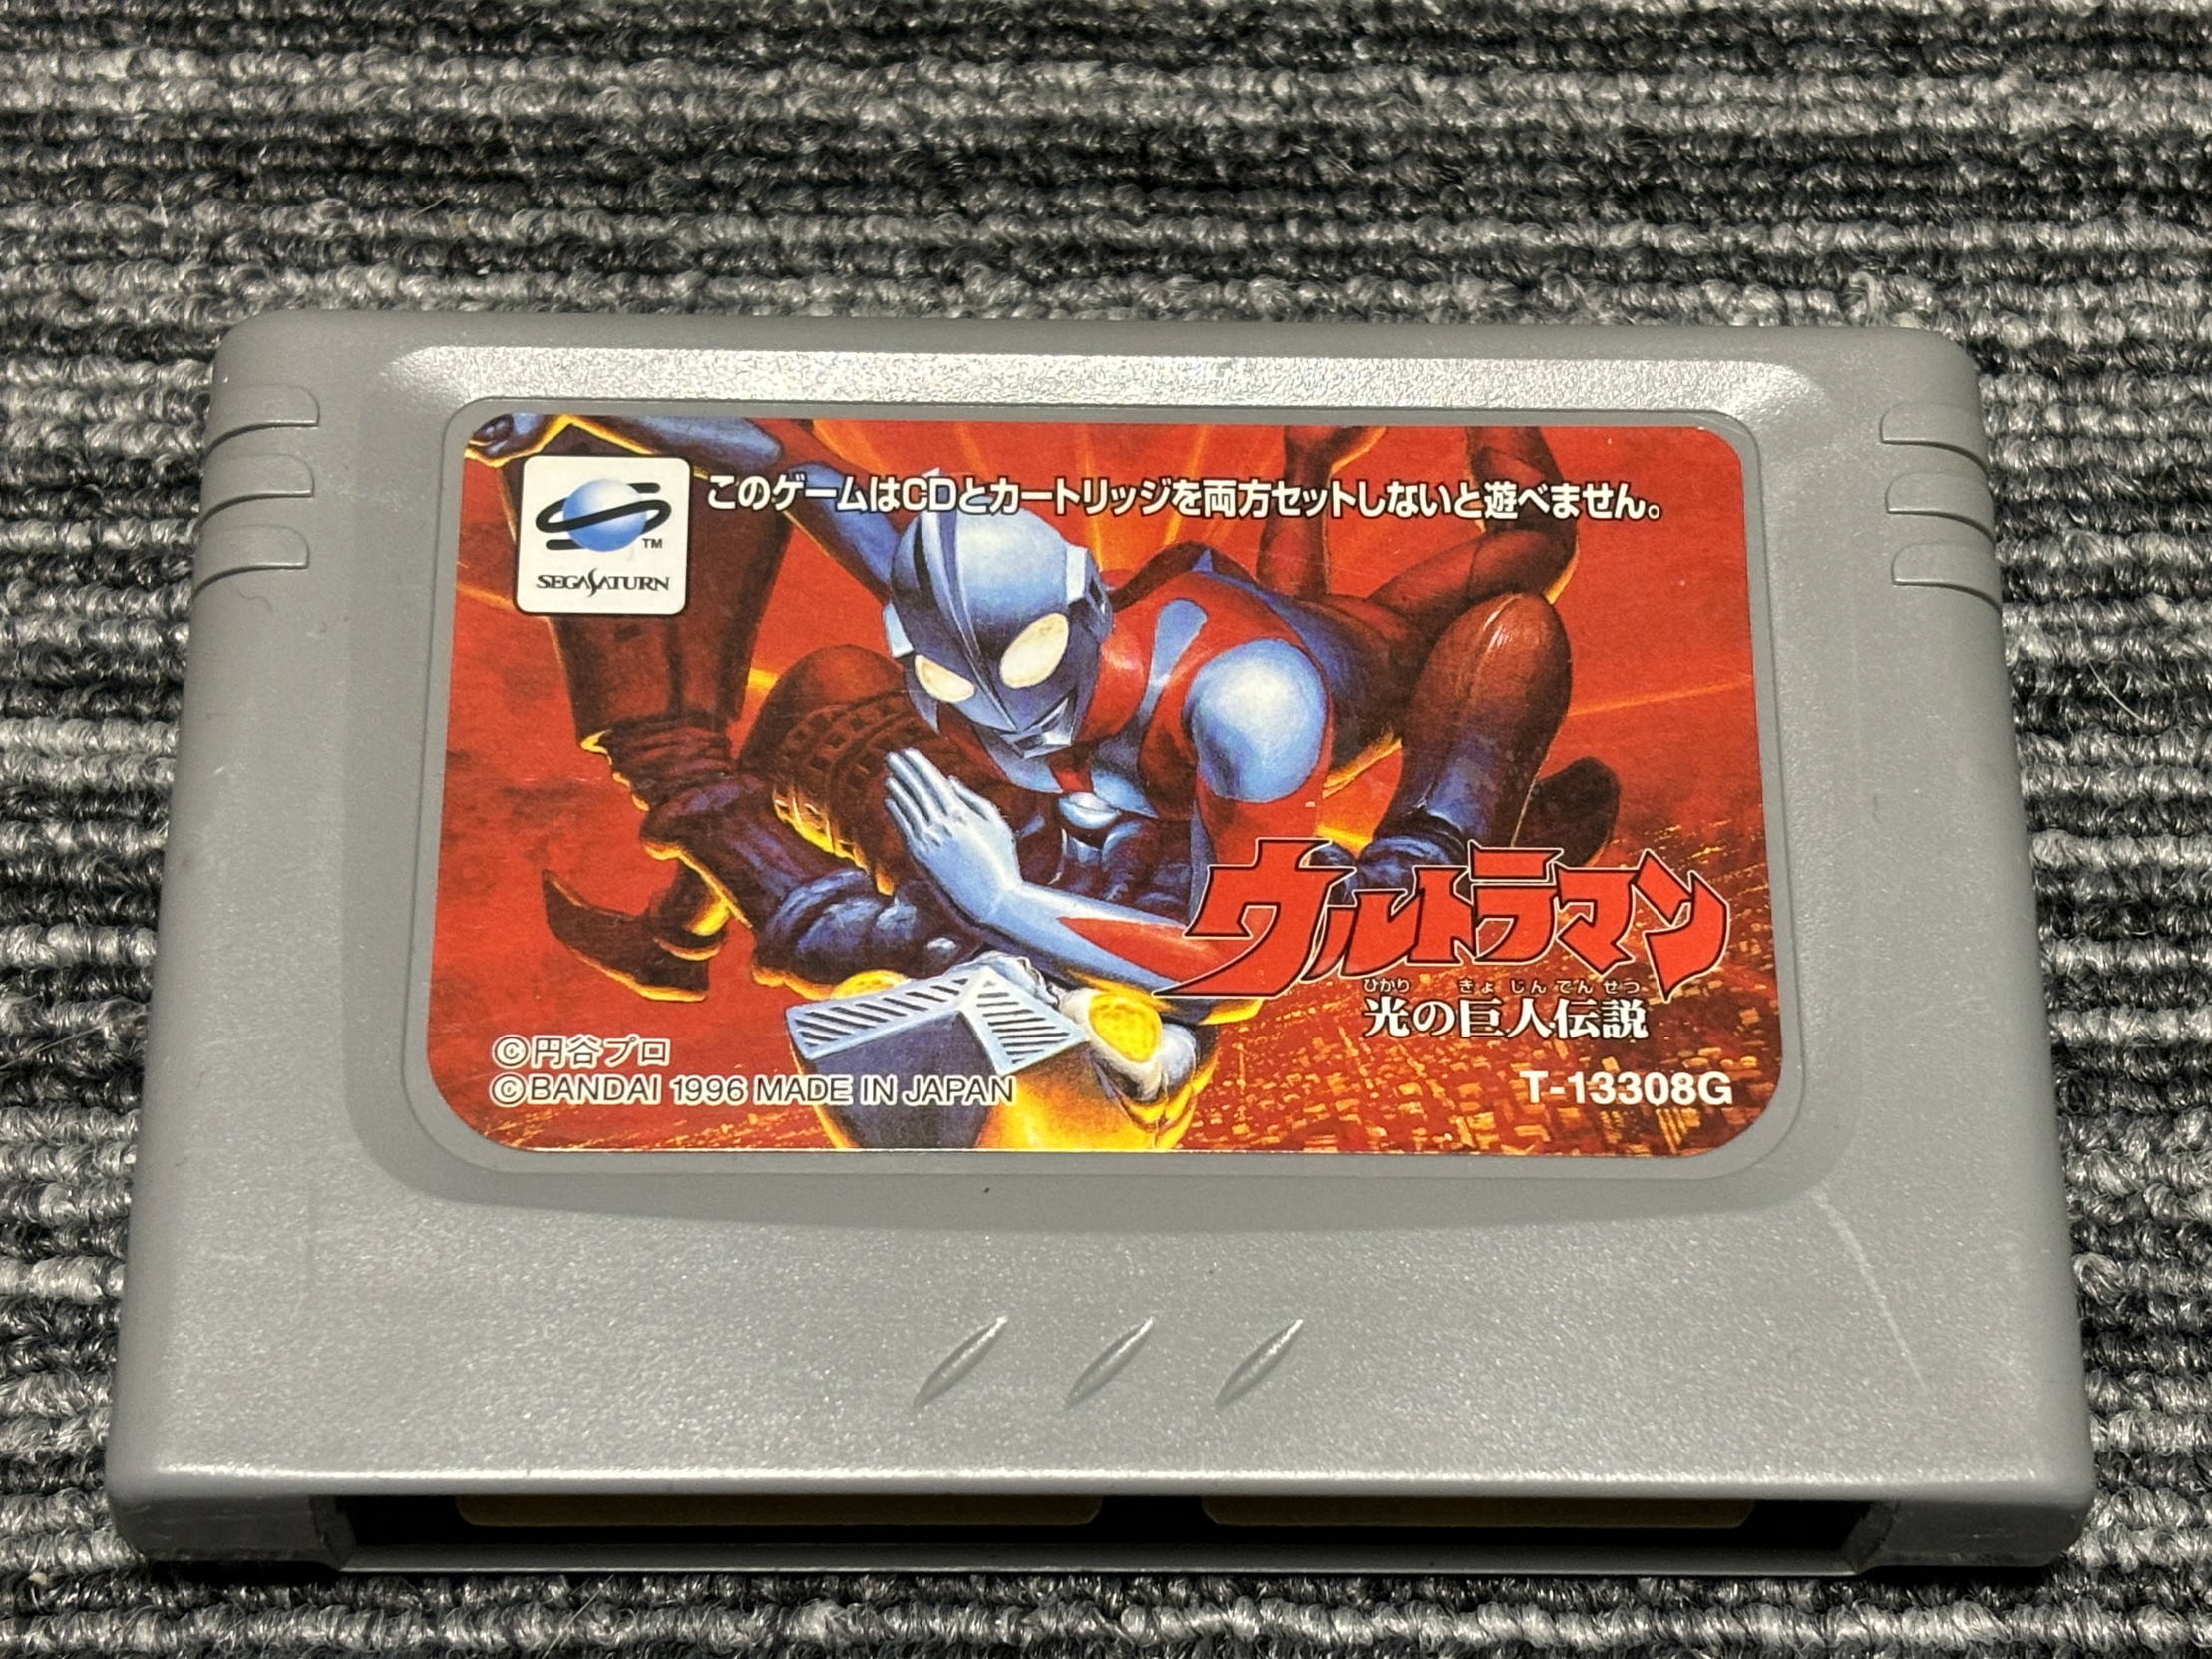 このゲームはCDとカートリッジを両方セットしないと遊べません。
TM
SEGA SATURN
ウルトラマン
ひかり きょ じん でん せつ
光の巨人伝説
©円谷プロ
©BANDAI 1996 MADE IN JAPAN
T-13308G